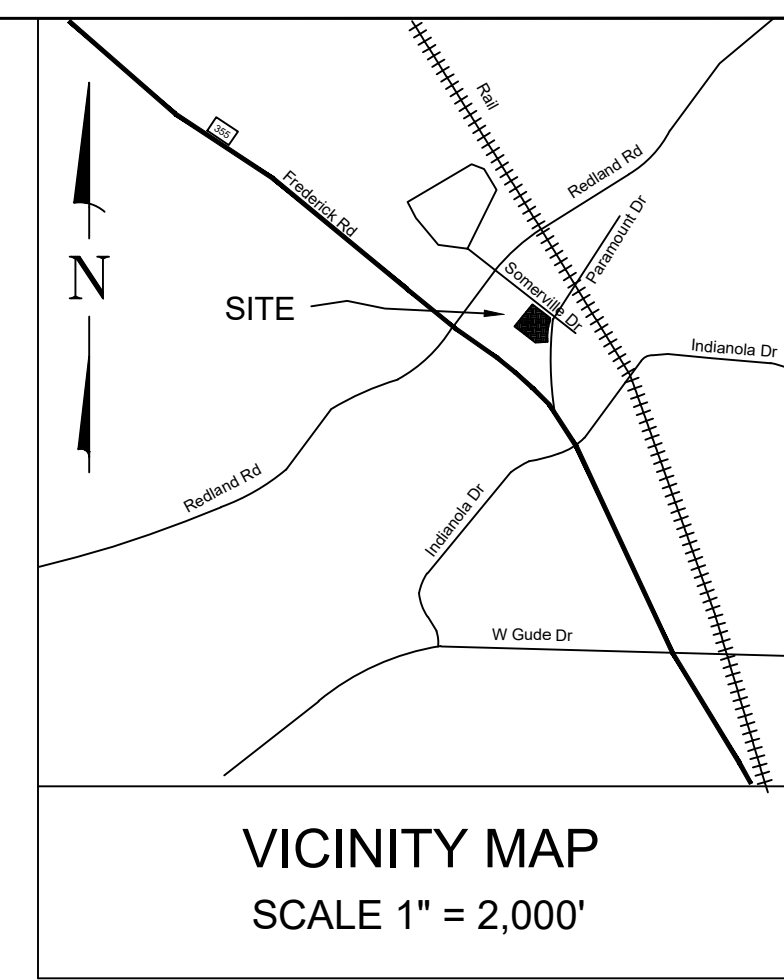 Rail
355
Redland Rd
Frederick Rd
Paramount Dr
N
Somerville Dr
SITE
Indianola Dr
Redland Rd
Indianola Dr
W Gude Dr
VICINITY MAP
SCALE 1" = 2,000'